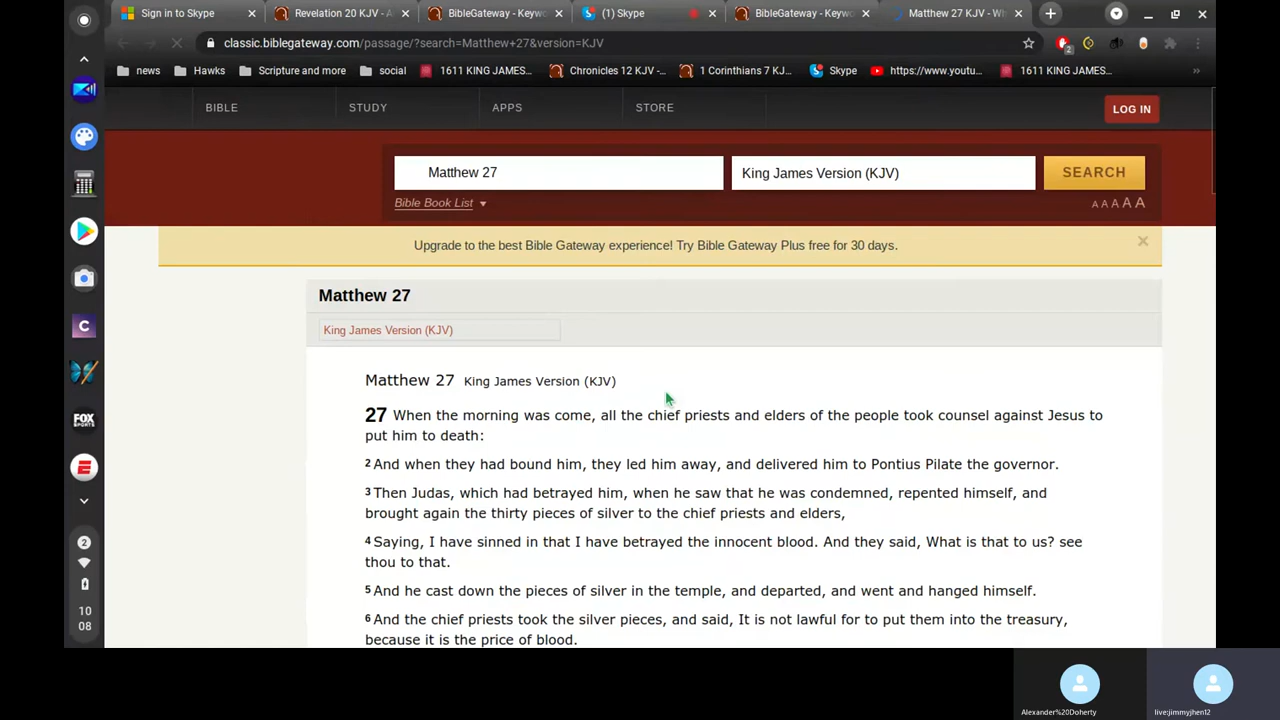 Sign in to Skype
Revelation 20 KJV - A
BibleGateway - Keywo
(1) Skype
BibleGateway - Keywo
Matthew 27 KJV - Wh
classic.biblegateway.com/passage/?search=Matthew+27&version=KJV
2
news
Hawks
Scripture and more
social
1611 KING JAMES...
Chronicles 12 KJV -...
1 Corinthians 7 KJ...
Skype
https://www.youtu...
1611 KING JAMES...
»
BIBLE
STUDY
APPS
STORE
LOG IN
Matthew 27
King James Version (KJV)
SEARCH
Bible Book List
A A A A A
Upgrade to the best Bible Gateway experience! Try Bible Gateway Plus free for 30 days.
Matthew 27
King James Version (KJV)
Matthew 27 King James Version (KJV)
27 When the morning was come, all the chief priests and elders of the people took counsel against Jesus to
put him to death:
2 And when they had bound him, they led him away, and delivered him to Pontius Pilate the governor.
3 Then Judas, which had betrayed him, when he saw that he was condemned, repented himself, and
brought again the thirty pieces of silver to the chief priests and elders,
4 Saying, I have sinned in that I have betrayed the innocent blood. And they said, What is that to us? see
thou to that.
5 And he cast down the pieces of silver in the temple, and departed, and went and hanged himself.
6 And the chief priests took the silver pieces, and said, It is not lawful for to put them into the treasury,
because it is the price of blood.
C
FOX
SPORTS
2
10
08
Alexander%20Doherty
live:jimmyjhen12